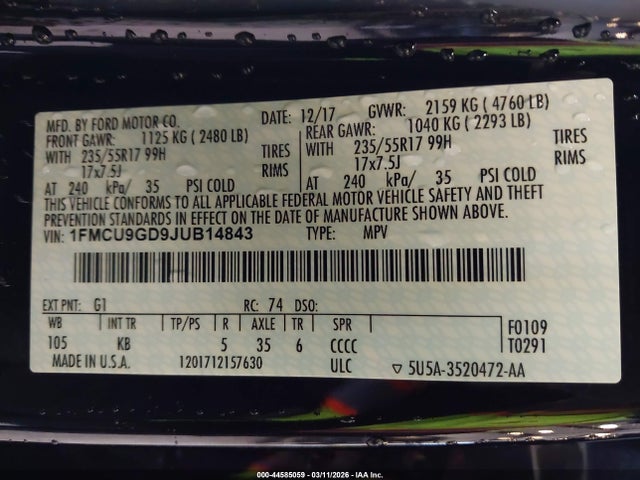 MFD. BY FORD MOTOR CO. DATE: 12/17 GVWR: 2159 KG ( 4760 LB)
FRONT GAWR: 1125 KG ( 2480 LB) REAR GAWR: 1040 KG ( 2293 LB)
WITH 235/55R17 99H TIRES WITH 235/55R17 99H TIRES
17x7.5J RIMS 17x7.5J RIMS
AT 240 kPa/ 35 PSI COLD AT 240 kPa/ 35 PSI COLD
THIS VEHICLE CONFORMS TO ALL APPLICABLE FEDERAL MOTOR VEHICLE SAFETY AND THEFT
PREVENTION STANDARDS IN EFFECT ON THE DATE OF MANUFACTURE SHOWN ABOVE.
VIN: 1FMCU9GD9JUB14843 TYPE: MPV
EXT PNT: G1 RC: 74 DSO:
WB INT TR TP/PS R AXLE TR SPR F0109
105 KB 5 35 6 CCCC T0291
MADE IN U.S.A. 1201712157630 ULC ▽ 5U5A-3520472-AA
000-44585059 - 03/11/2026 - IAA Inc.